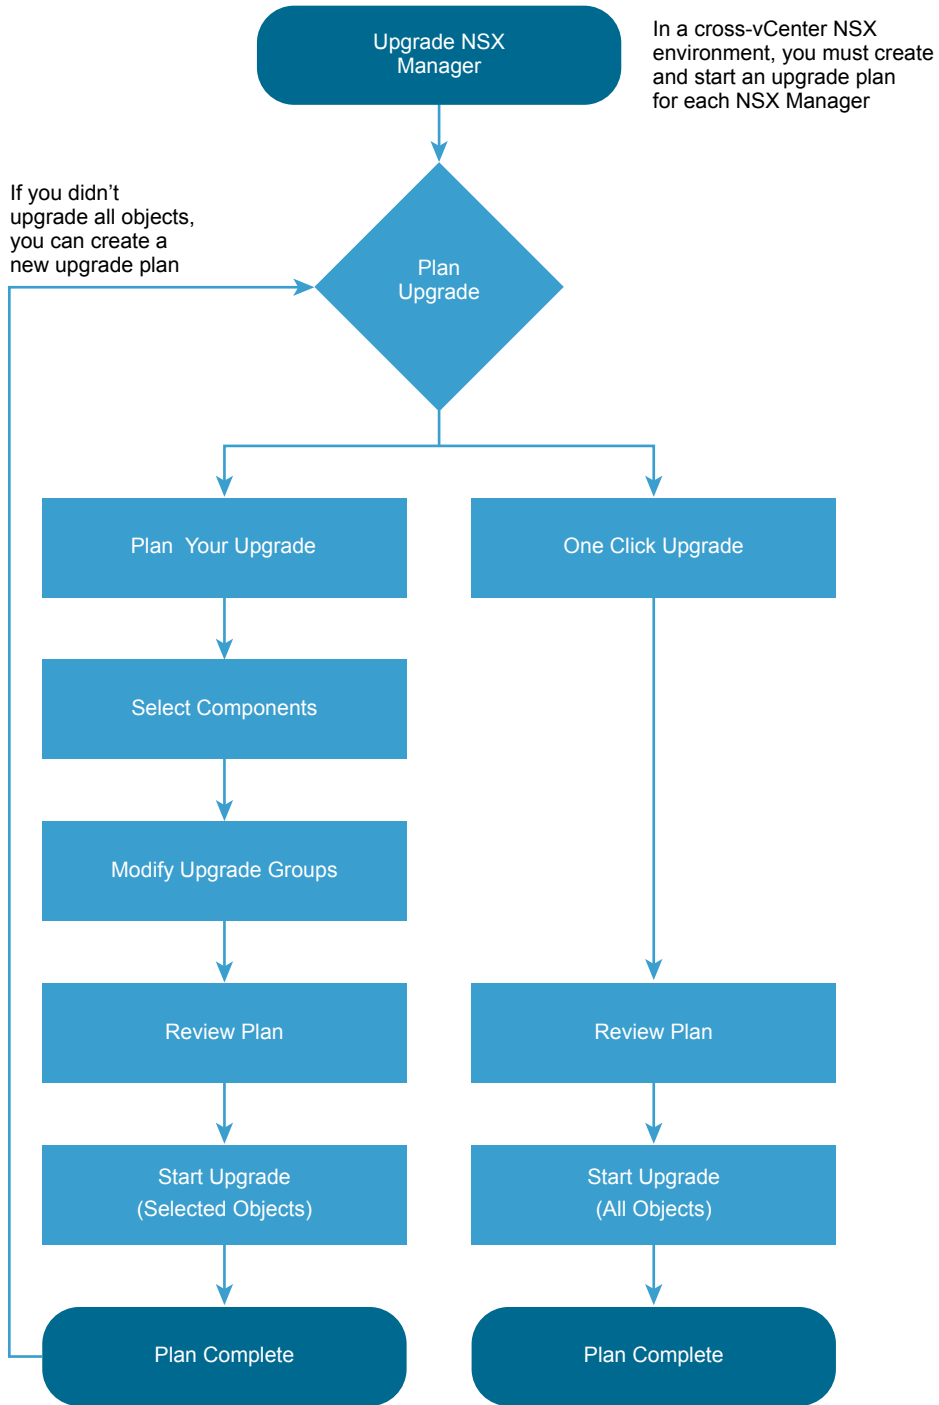 Upgrade NSX
Manager
In a cross-vCenter NSX
environment, you must create
and start an upgrade plan
for each NSX Manager
If you didn’t
upgrade all objects,
you can create a
new upgrade plan
Plan
Upgrade
Plan Your Upgrade
One Click Upgrade
Select Components
Modify Upgrade Groups
Review Plan
Review Plan
Start Upgrade
(Selected Objects)
Start Upgrade
(All Objects)
Plan Complete
Plan Complete